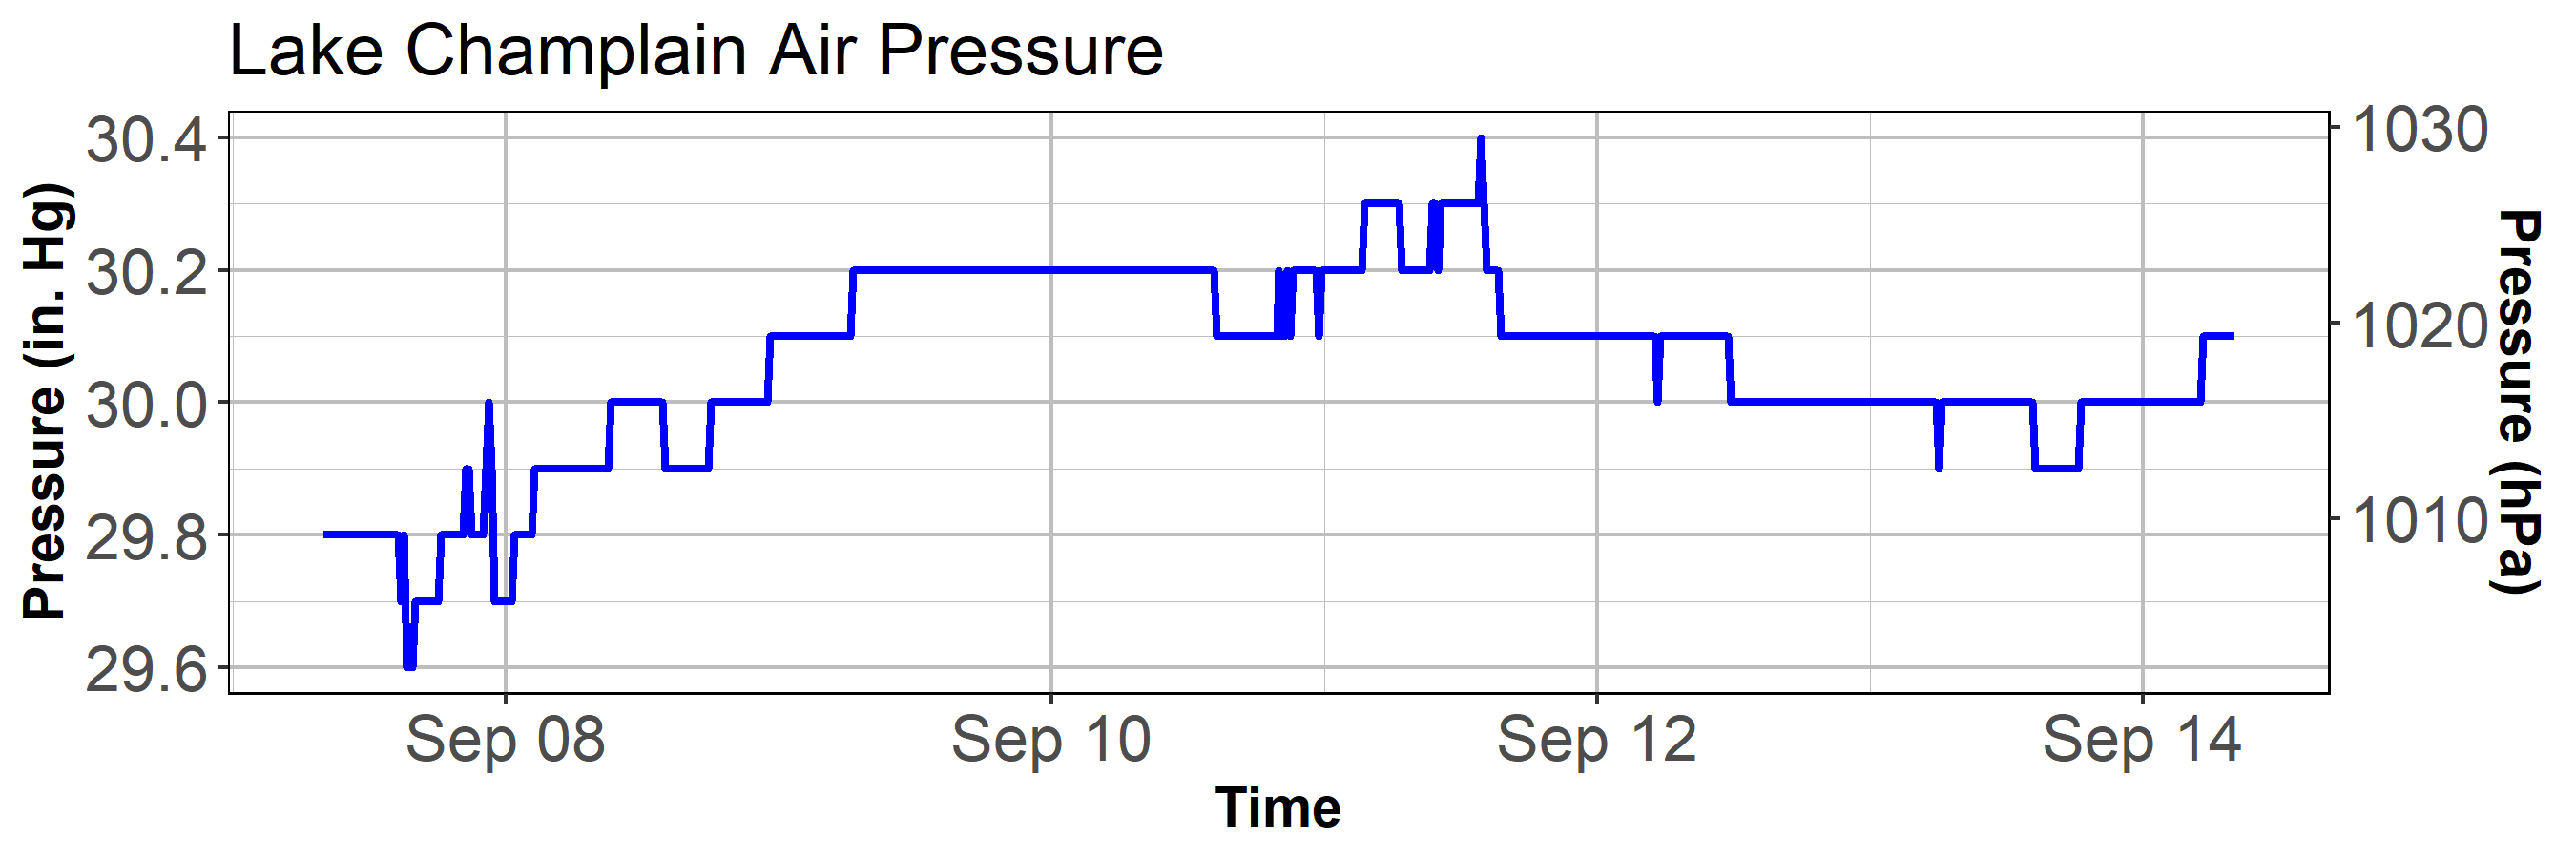 Lake Champlain Air Pressure
Pressure (in. Hg)
30.4
30.2
30.0
29.8
29.6
1030
1020
1010
Pressure (hPa)
Sep 08
Sep 10
Sep 12
Sep 14
Time